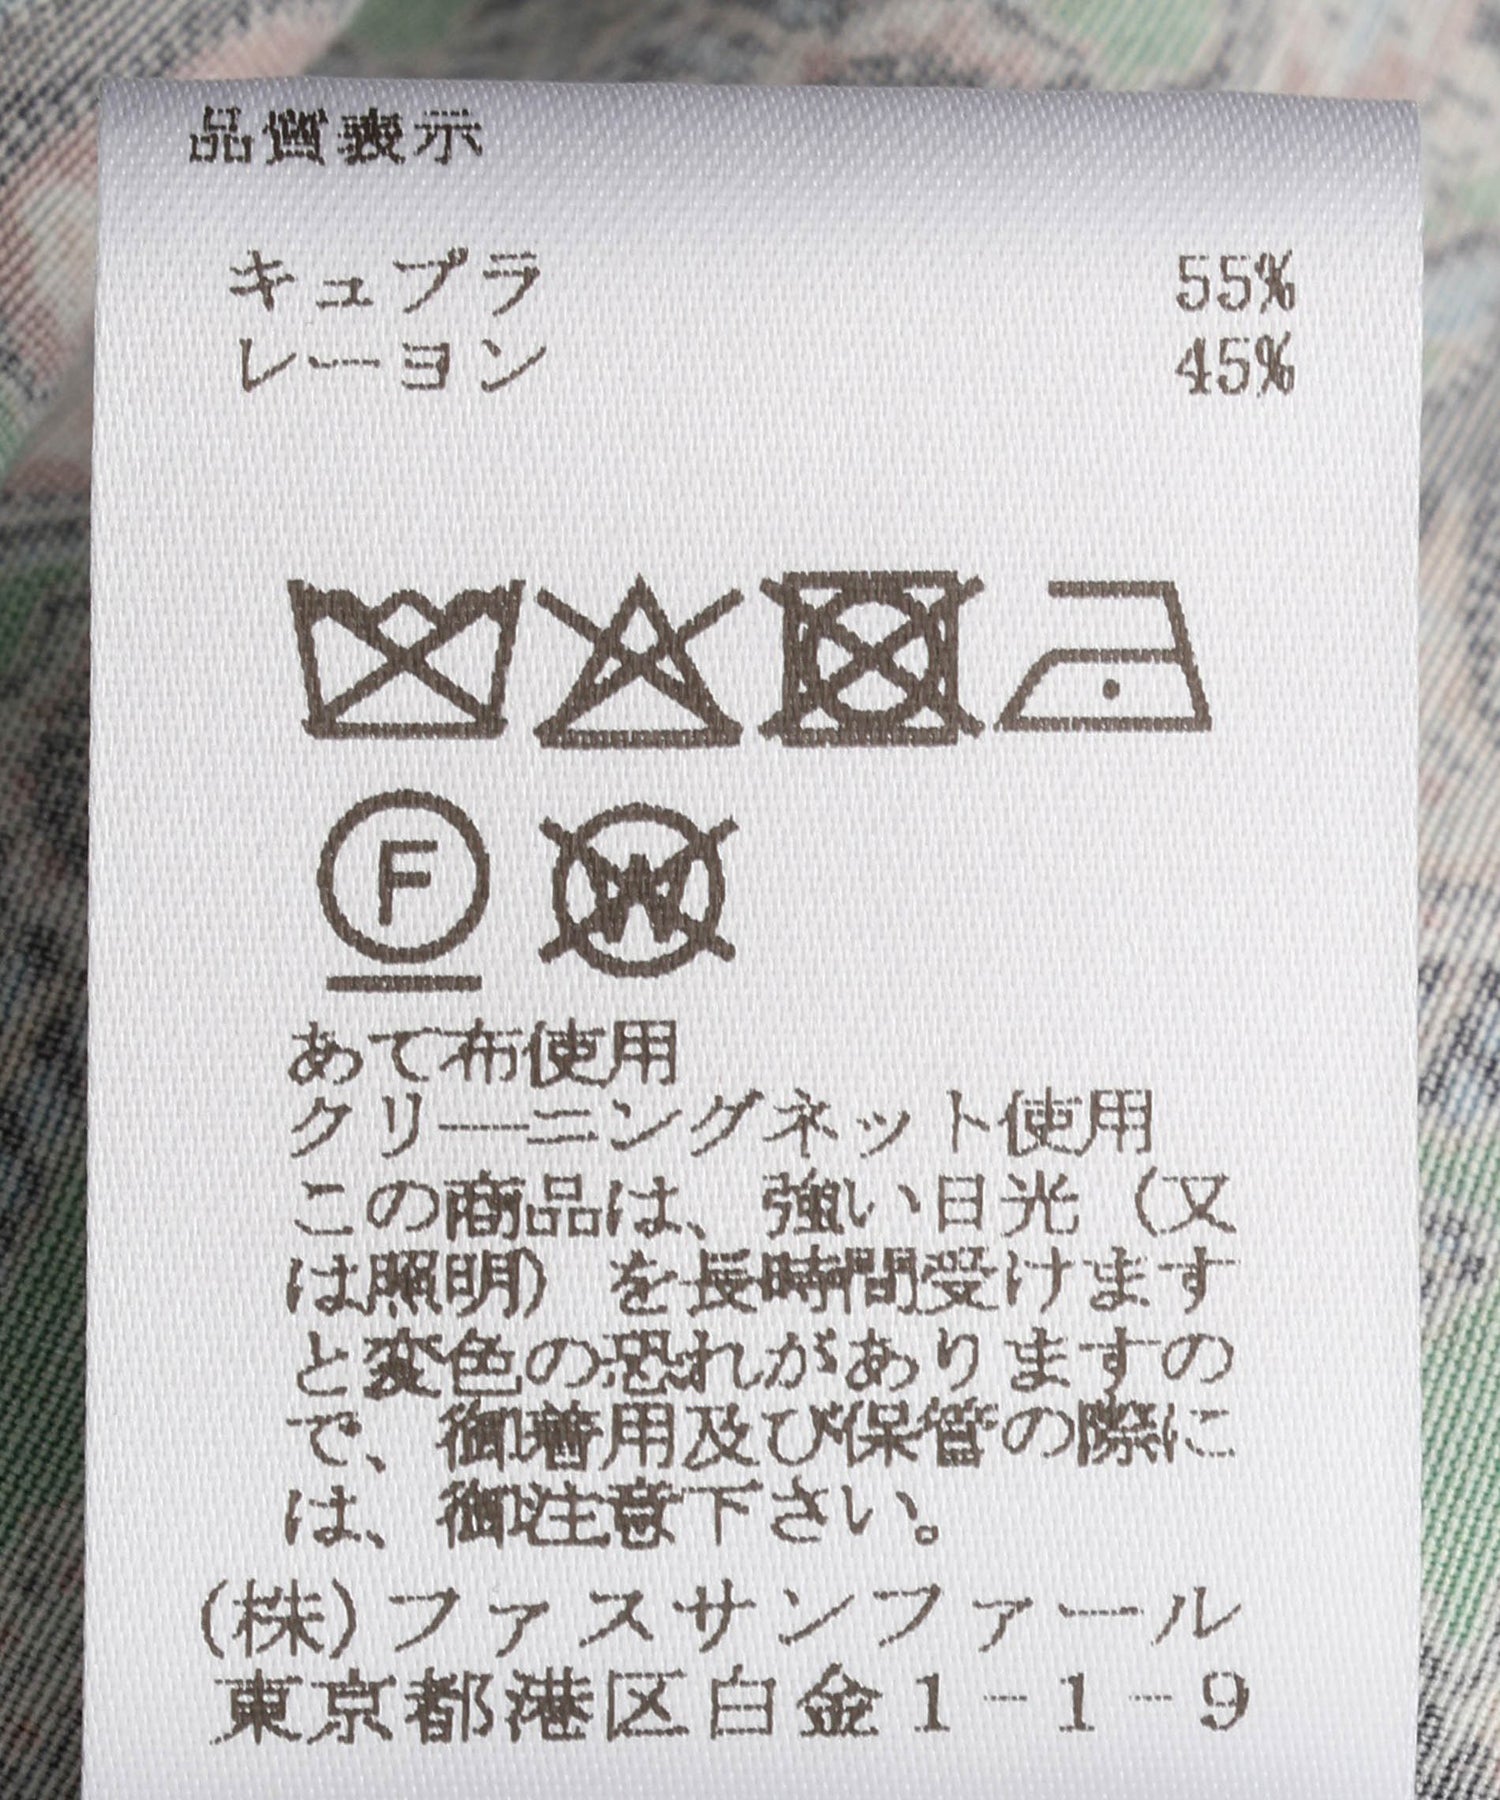 品質表示
キュプラ 55%
レーヨン 45%
F
W
あて布使用
クリーニングネット使用
この商品は、強い日光（又
は照明）を長時間受けます
と変色の恐れがありますの
で、御着用及び保管の際に
は、御注意下さい。
(株)ファスサンファール
東京都港区白金1-1-9